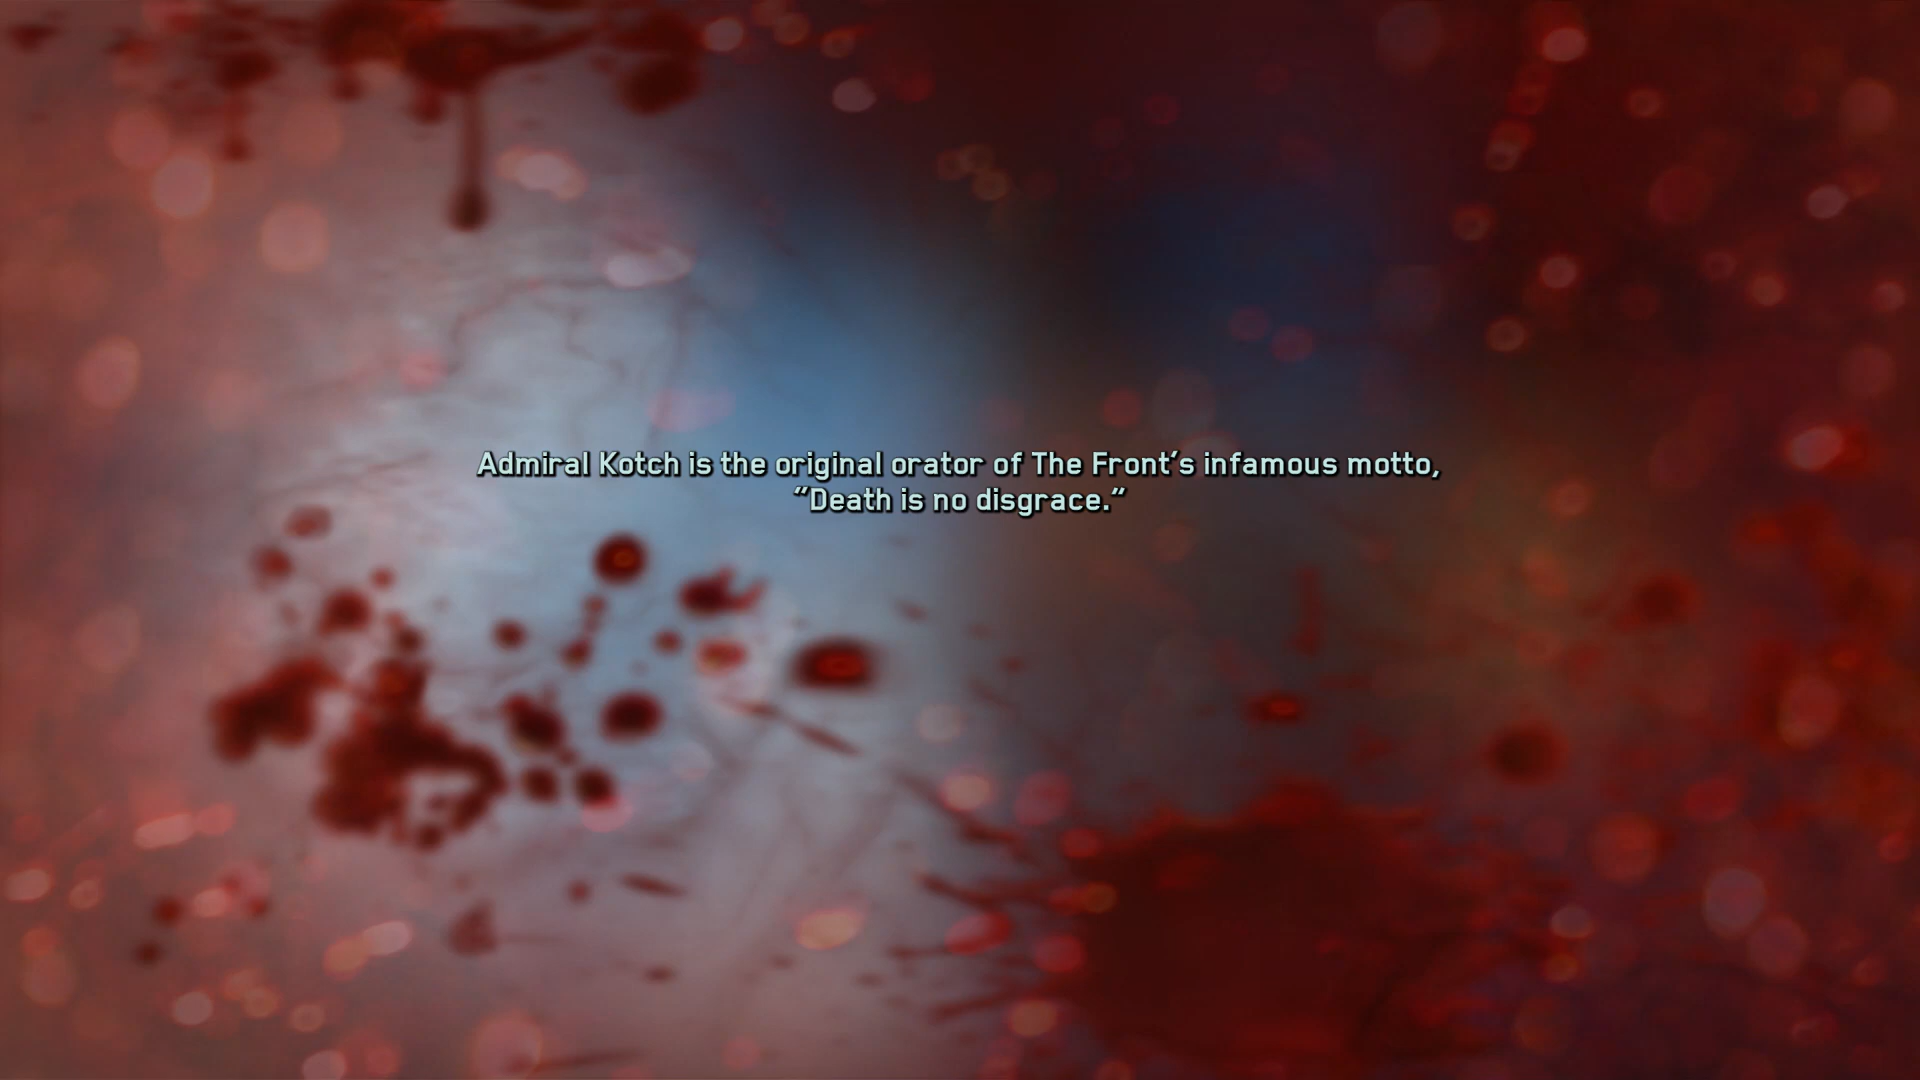 Admiral Kotch is the original orator of The Front's infamous motto,
"Death is no disgrace."